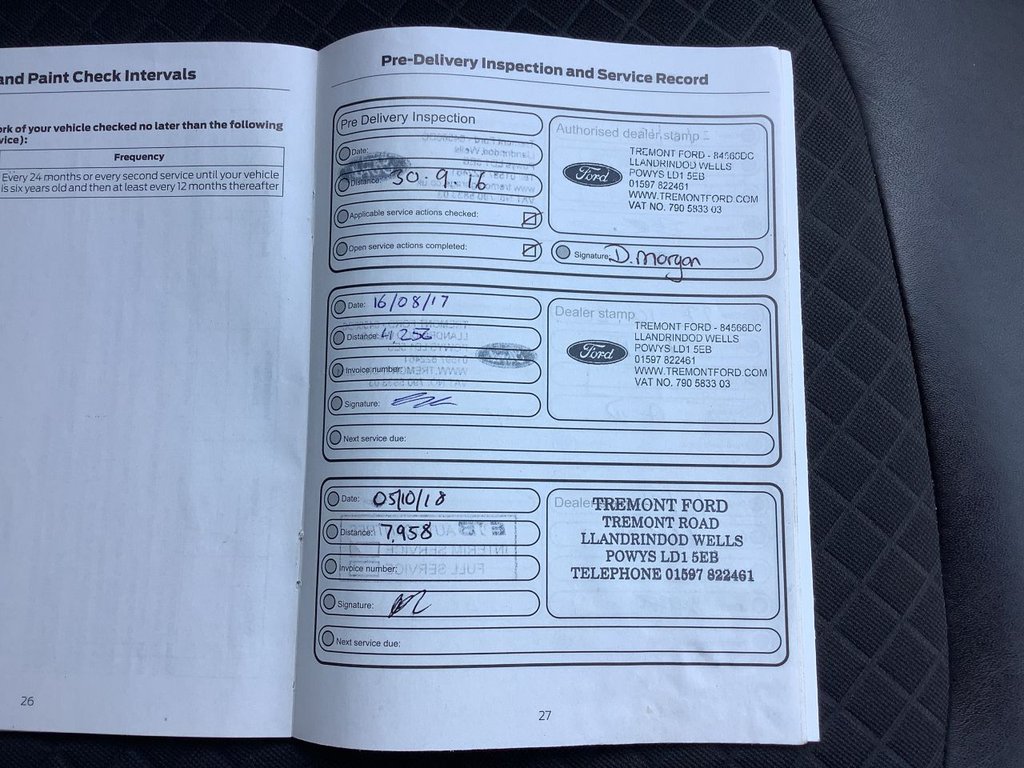 and Paint Check Intervals
ork of your vehicle checked no later than the following
vice):
Frequency
Every 24 months or every second service until your vehicle
is six years old and then at least every 12 months thereafter
26
Pre-Delivery Inspection and Service Record
Pre Delivery Inspection
Date:
Distance: 30.9.16
Applicable service actions checked:
Open service actions completed:
Authorised dealer stamp
Ford
TREMONT FORD - 84566DC
LLANDRINDOD WELLS
POWYS LD1 5EB
01597 822461
WWW.TREMONTFORD.COM
VAT NO. 790 5833 03
Signature: D. Morgan
Date: 16/08/17
Distance: 41,256
Invoice number:
Signature:
Next service due:
Dealer stamp
Ford
TREMONT FORD - 84566DC
LLANDRINDOD WELLS
POWYS LD1 5EB
01597 822461
WWW.TREMONTFORD.COM
VAT NO. 790 5833 03
Date: 05/10/18
Distance: 7,958
Invoice number:
Signature:
Next service due:
Dealer
TREMONT FORD
TREMONT ROAD
LLANDRINDOD WELLS
POWYS LD1 5EB
TELEPHONE 01597 822461
27